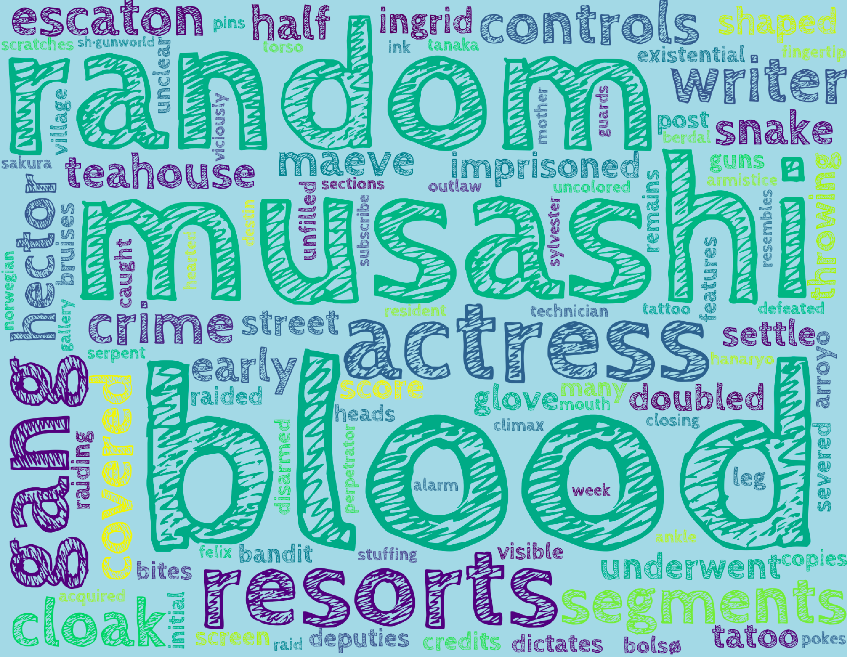 escaton pins half ingrid controls shaped
scratches sh-gunworld torso ink tanaka existential fingertip
random
village unclear viciously mother guards writer
post snake
sakura berdal
teahouse maeve imprisoned guns
sections outlaw uncolored armistice
hector bruises unfilled subscribe sylvester remains resembles throwing
musashi
norwegian caught hearsed destin features
gallery resident technician tattoo defeated
crime street actress settle
serpent hanaryo
early score arroyo
raided glove many doubled
heads mouth
climax closing
gang covered raiding disarmed perpetrator severed
blood
alarm week leg
ankle
felix bandit stuffing visible
bites underwent copies
resorts
acquired segments
cloak initial
screen raid deputies credits dictates bolsø tatoo pokes